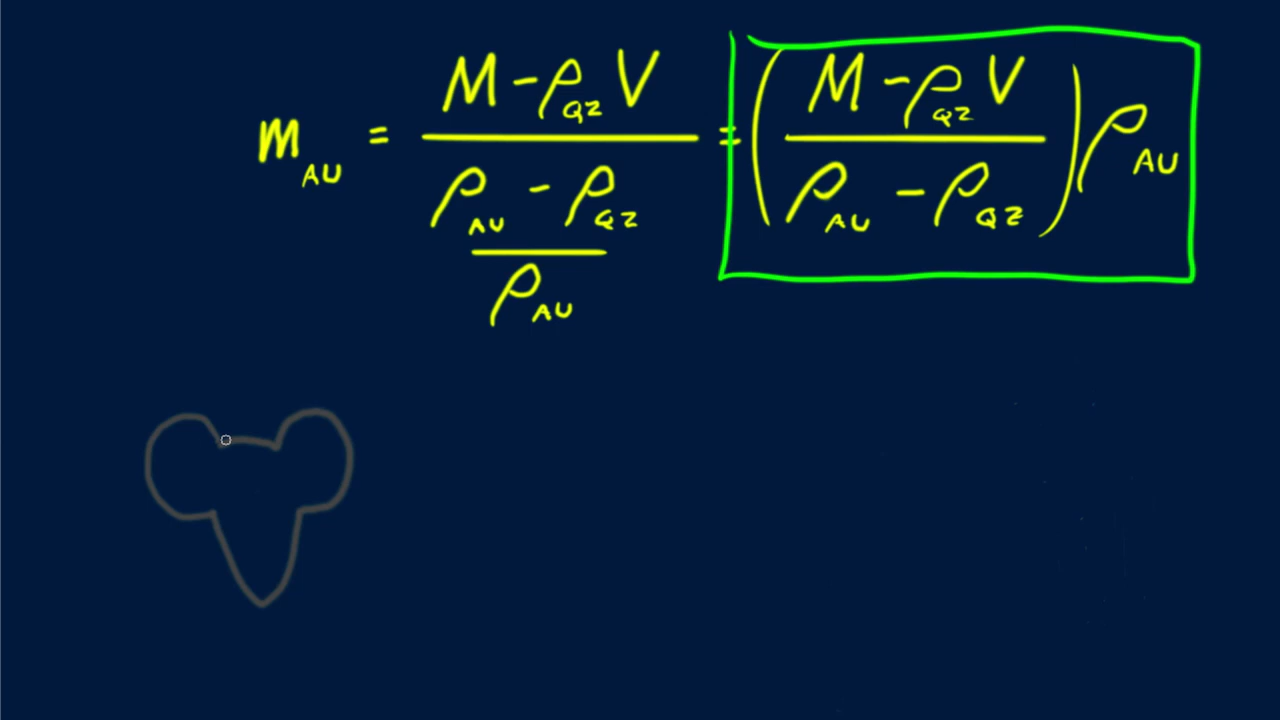 m_AU = (M - ρ_QZ V) / ((ρ_AU - ρ_QZ) / ρ_AU) = ((M - ρ_QZ V) / (ρ_AU - ρ_QZ)) ρ_AU